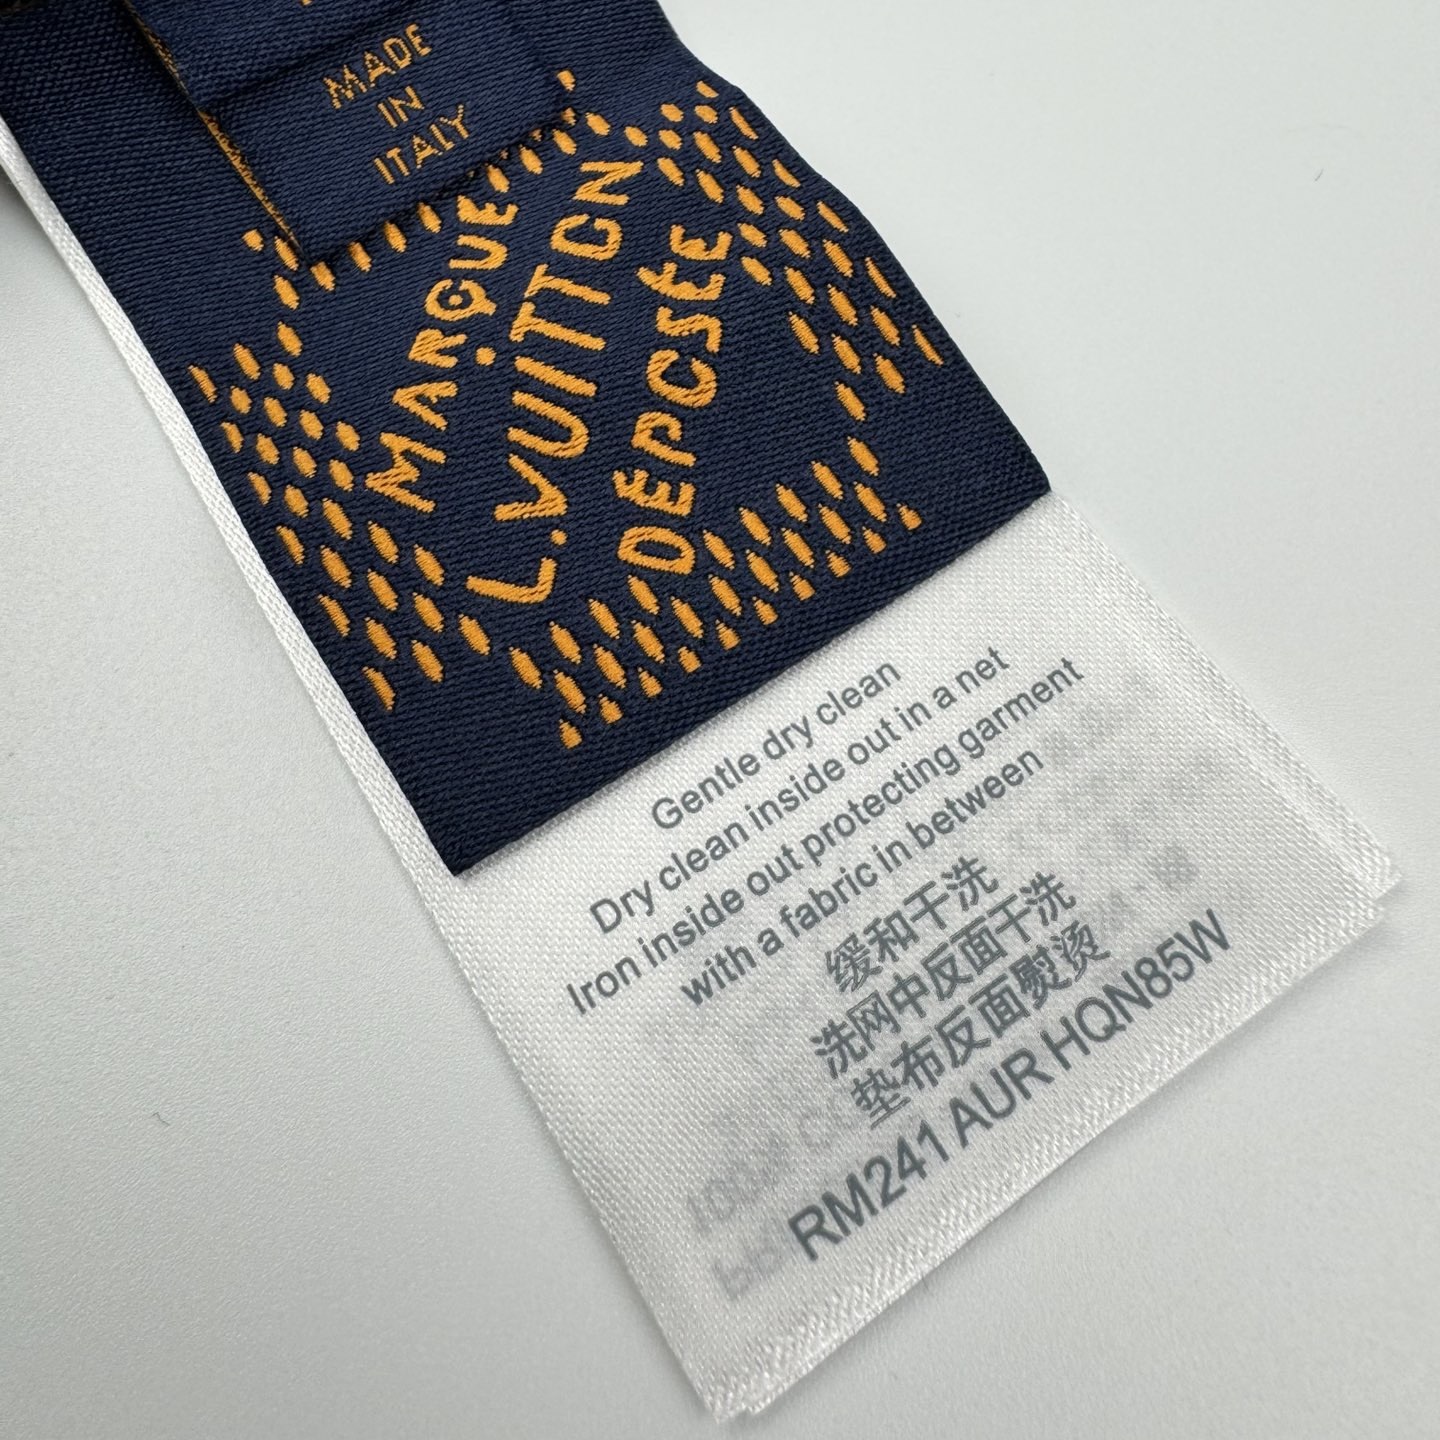 MADE
IN
ITALY
MARQUE
L.VUITTON
DÉPOSÉE
Gentle dry clean
Dry clean inside out in a net
Iron inside out protecting garment
with a fabric in between
缓和干洗
洗网中反面干洗
垫布反面熨烫
RM241 AUR HQN85W